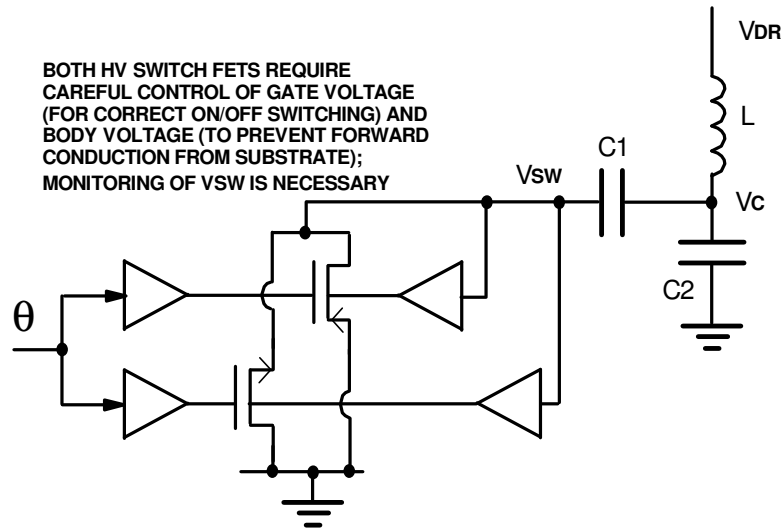 VDR
BOTH HV SWITCH FETS REQUIRE
CAREFUL CONTROL OF GATE VOLTAGE
(FOR CORRECT ON/OFF SWITCHING) AND
BODY VOLTAGE (TO PREVENT FORWARD
CONDUCTION FROM SUBSTRATE);
MONITORING OF VSW IS NECESSARY
L
C1
VSW
VC
C2
θ